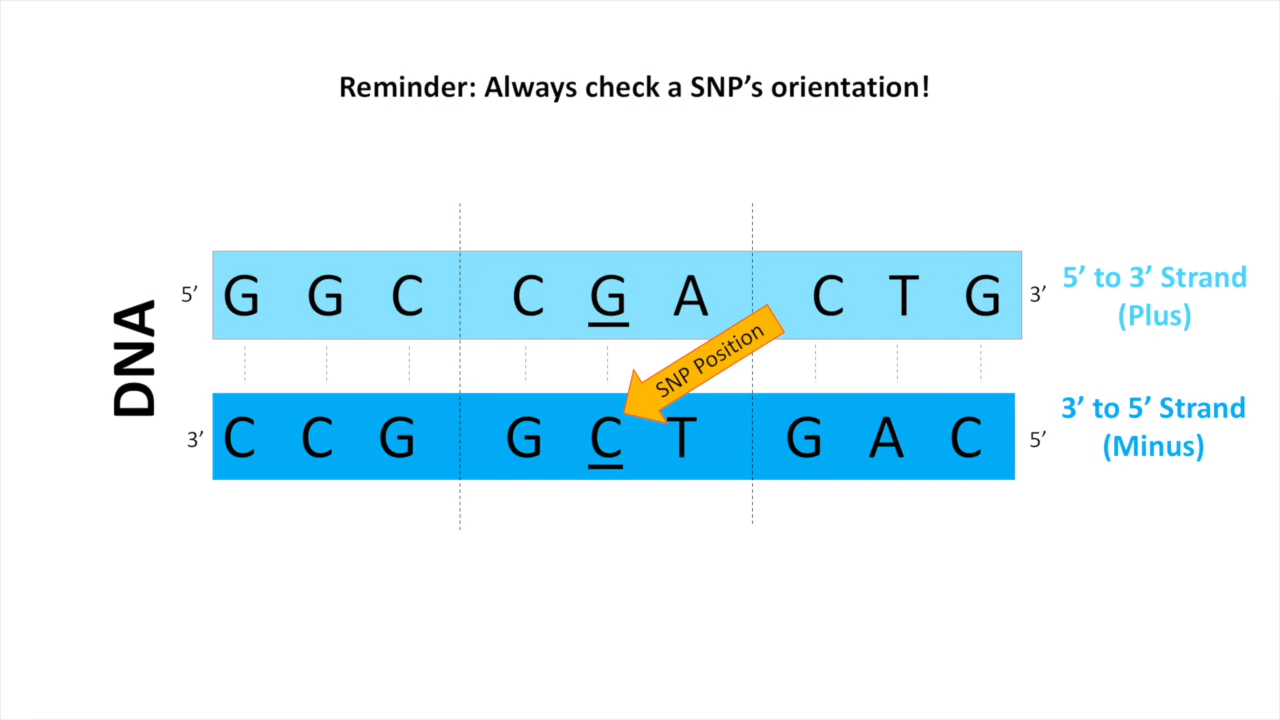 Reminder: Always check a SNP’s orientation!
DNA
5’ G G C C G A C T G 3’
5’ to 3’ Strand
(Plus)
SNP Position
3’ C C G G C T G A C 5’
3’ to 5’ Strand
(Minus)